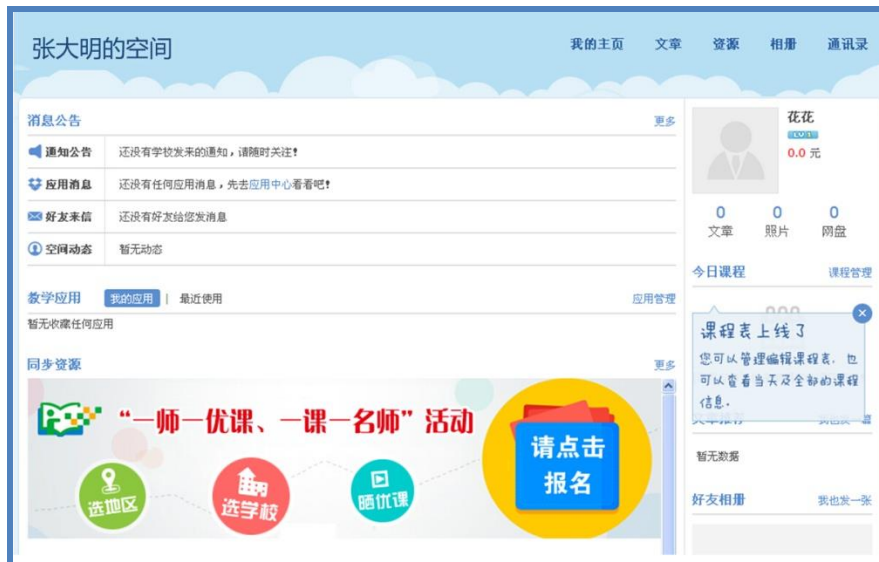 张大明的空间
我的主页 文章 资源 相册 通讯录
消息公告 更多
通知公告 还没有学校发来的通知，请随时关注！
应用消息 还没有任何应用消息，先去应用中心看看吧！
好友来信 还没有好友给您发消息
空间动态 暂无动态
教学应用 我的应用 | 最近使用 应用管理
暂无收藏任何应用
同步资源 更多
“一师一优课、一课一名师”活动
选地区
选学校
晒优课
请点击
报名
花花
LV.1
0.0 元
0 0 0
文章 照片 网盘
今日课程 课程管理
课程表上线了
您可以管理编辑课程表，也
可以查看当天及全部的课程
信息。
暂无数据
好友相册 我也发一张